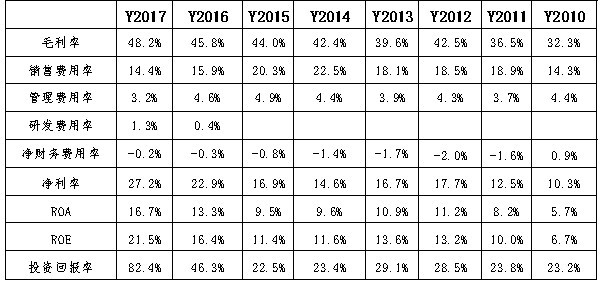 Y2017 Y2016 Y2015 Y2014 Y2013 Y2012 Y2011 Y2010
毛利率 48.2% 45.8% 44.0% 42.4% 39.6% 42.5% 36.5% 32.3%
销售费用率 14.4% 15.9% 20.3% 22.5% 18.1% 18.5% 18.9% 14.3%
管理费用率 3.2% 4.6% 4.9% 4.4% 3.9% 4.3% 3.7% 4.4%
研发费用率 1.3% 0.4%
净财务费用率 -0.2% -0.3% -0.8% -1.4% -1.7% -2.0% -1.6% 0.9%
净利率 27.2% 22.9% 16.9% 14.6% 16.7% 17.7% 12.5% 10.3%
ROA 16.7% 13.3% 9.5% 9.6% 10.9% 11.2% 8.2% 5.7%
ROE 21.5% 16.4% 11.4% 11.6% 13.6% 13.2% 10.0% 6.7%
投资回报率 82.4% 46.3% 22.5% 23.4% 29.1% 28.5% 23.8% 23.2%